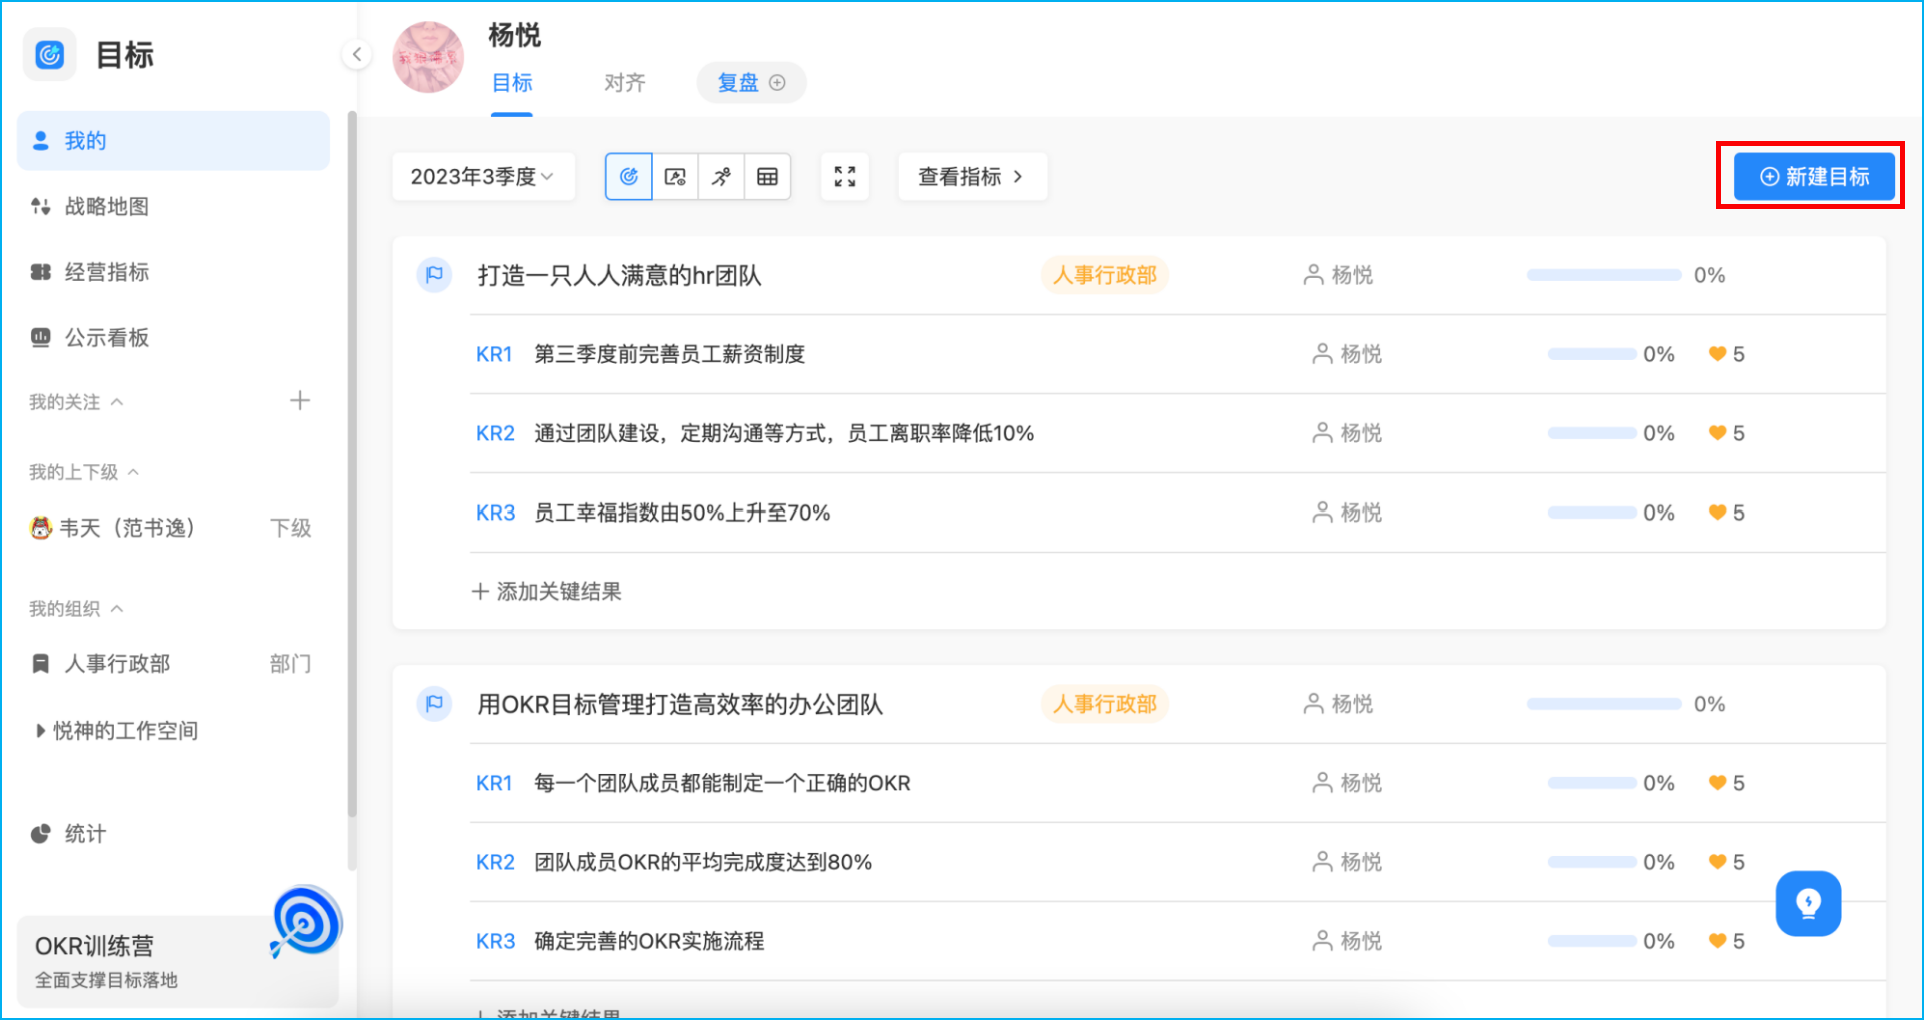 目标
我的
战略地图
经营指标
公示看板
我的关注
我的上下级
韦天（范书逸） 下级
我的组织
人事行政部 部门
悦神的工作空间
统计
OKR训练营
全面支撑目标落地
杨悦
目标 对齐 复盘
2023年3季度 查看指标 新建目标
打造一只人人满意的hr团队 人事行政部 杨悦 0%
KR1 第三季度前完善员工薪资制度 杨悦 0% 5
KR2 通过团队建设，定期沟通等方式，员工离职率降低10% 杨悦 0% 5
KR3 员工幸福指数由50%上升至70% 杨悦 0% 5
添加关键结果
用OKR目标管理打造高效率的办公团队 人事行政部 杨悦 0%
KR1 每一个团队成员都能制定一个正确的OKR 杨悦 0% 5
KR2 团队成员OKR的平均完成度达到80% 杨悦 0% 5
KR3 确定完善的OKR实施流程 杨悦 0% 5
添加关键结果